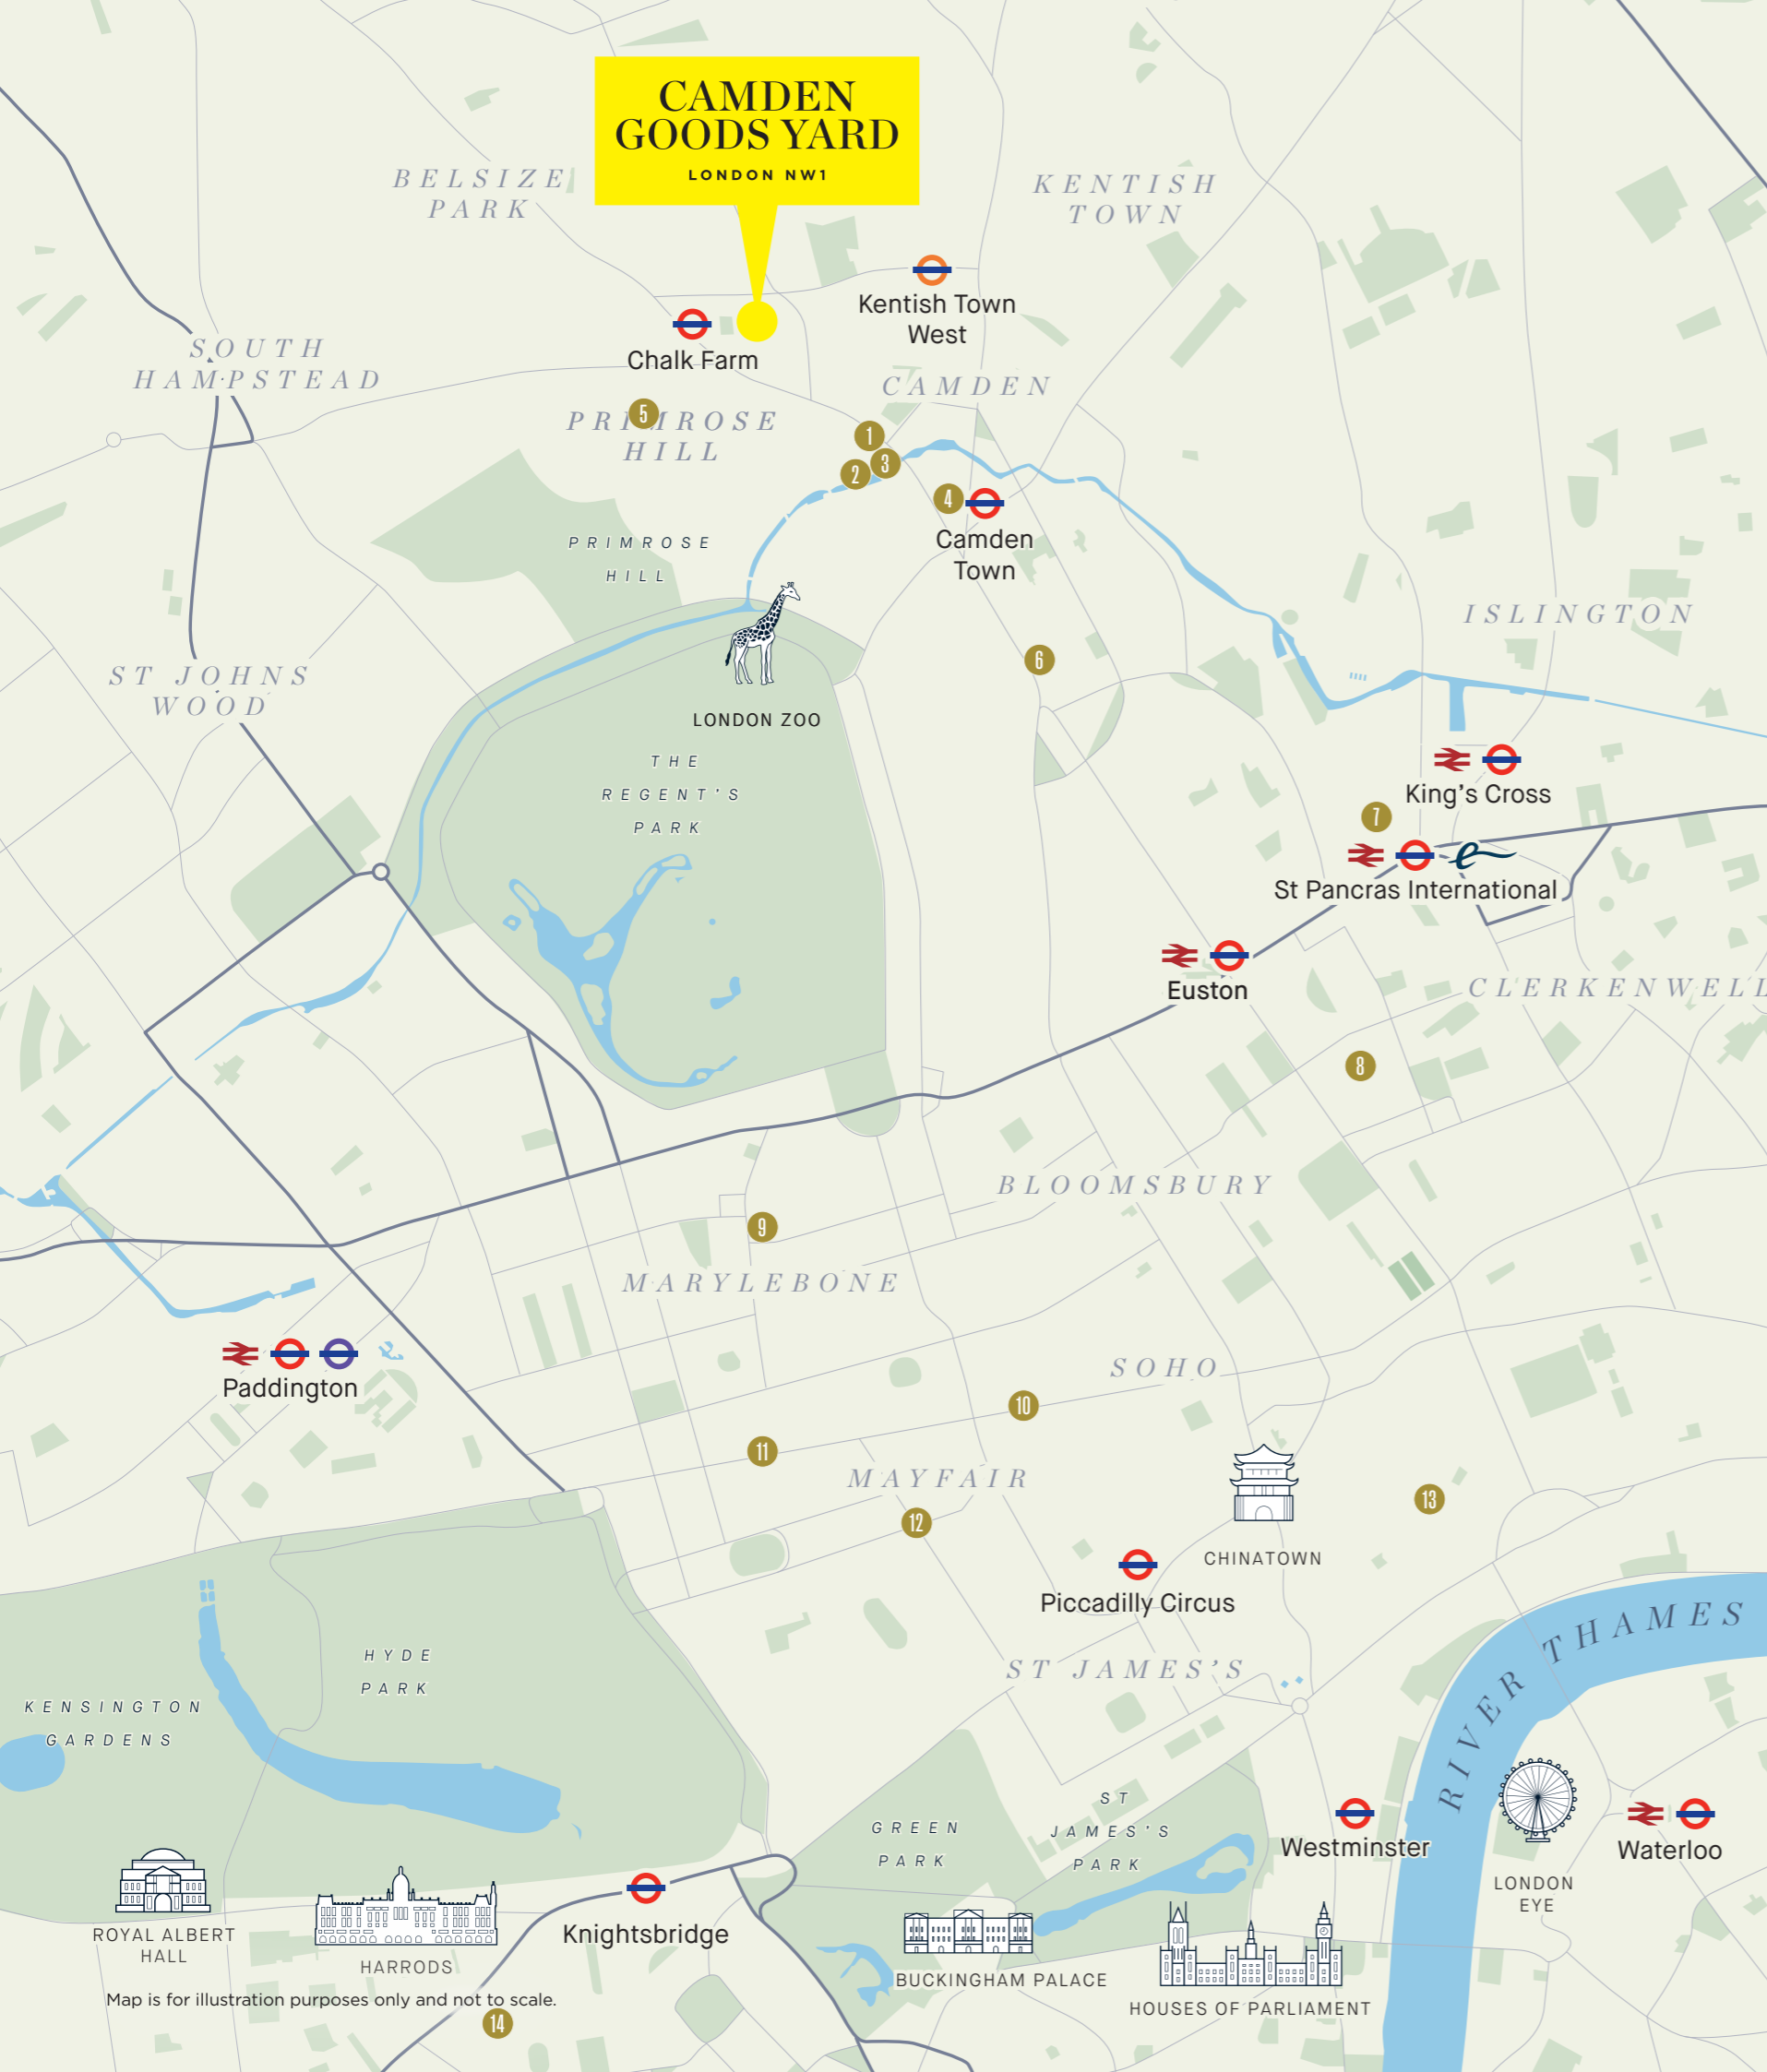 CAMDEN
GOODS YARD
LONDON NW1
BELSIZE
PARK
KENTISH
TOWN
Kentish Town
West
Chalk Farm
SOUTH
HAMPSTEAD
CAMDEN
5
PRIMROSE
HILL
1
2
3
4
Camden
Town
PRIMROSE
HILL
ISLINGTON
6
ST JOHNS
WOOD
LONDON ZOO
THE
REGENT'S
PARK
King's Cross
7
e
St Pancras International
Euston
CLERKENWELL
8
BLOOMSBURY
9
MARYLEBONE
Paddington
SOHO
10
11
MAYFAIR
12
13
CHINATOWN
Piccadilly Circus
RIVER THAMES
HYDE
PARK
ST JAMES'S
KENSINGTON
GARDENS
GREEN
PARK
ST
JAMES'S
PARK
Westminster
Waterloo
LONDON
EYE
ROYAL ALBERT
HALL
HARRODS
Knightsbridge
BUCKINGHAM PALACE
HOUSES OF PARLIAMENT
Map is for illustration purposes only and not to scale.
14